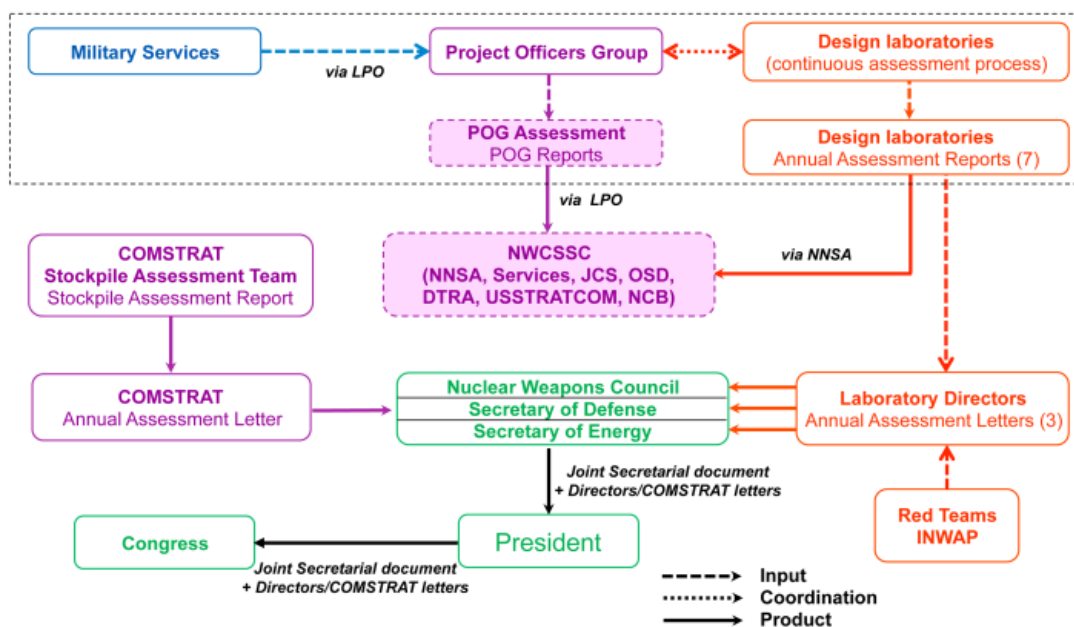 Military Services
via LPO
Project Officers Group
Design laboratories
(continuous assessment process)
POG Assessment
POG Reports
Design laboratories
Annual Assessment Reports (7)
via LPO
via NNSA
COMSTRAT
Stockpile Assessment Team
Stockpile Assessment Report
NWCSSC
(NNSA, Services, JCS, OSD,
DTRA, USSTRATCOM, NCB)
COMSTRAT
Annual Assessment Letter
Nuclear Weapons Council
Secretary of Defense
Secretary of Energy
Laboratory Directors
Annual Assessment Letters (3)
Joint Secretarial document
+ Directors/COMSTRAT letters
Red Teams
INWAP
Congress
President
Joint Secretarial document
+ Directors/COMSTRAT letters
Input
Coordination
Product